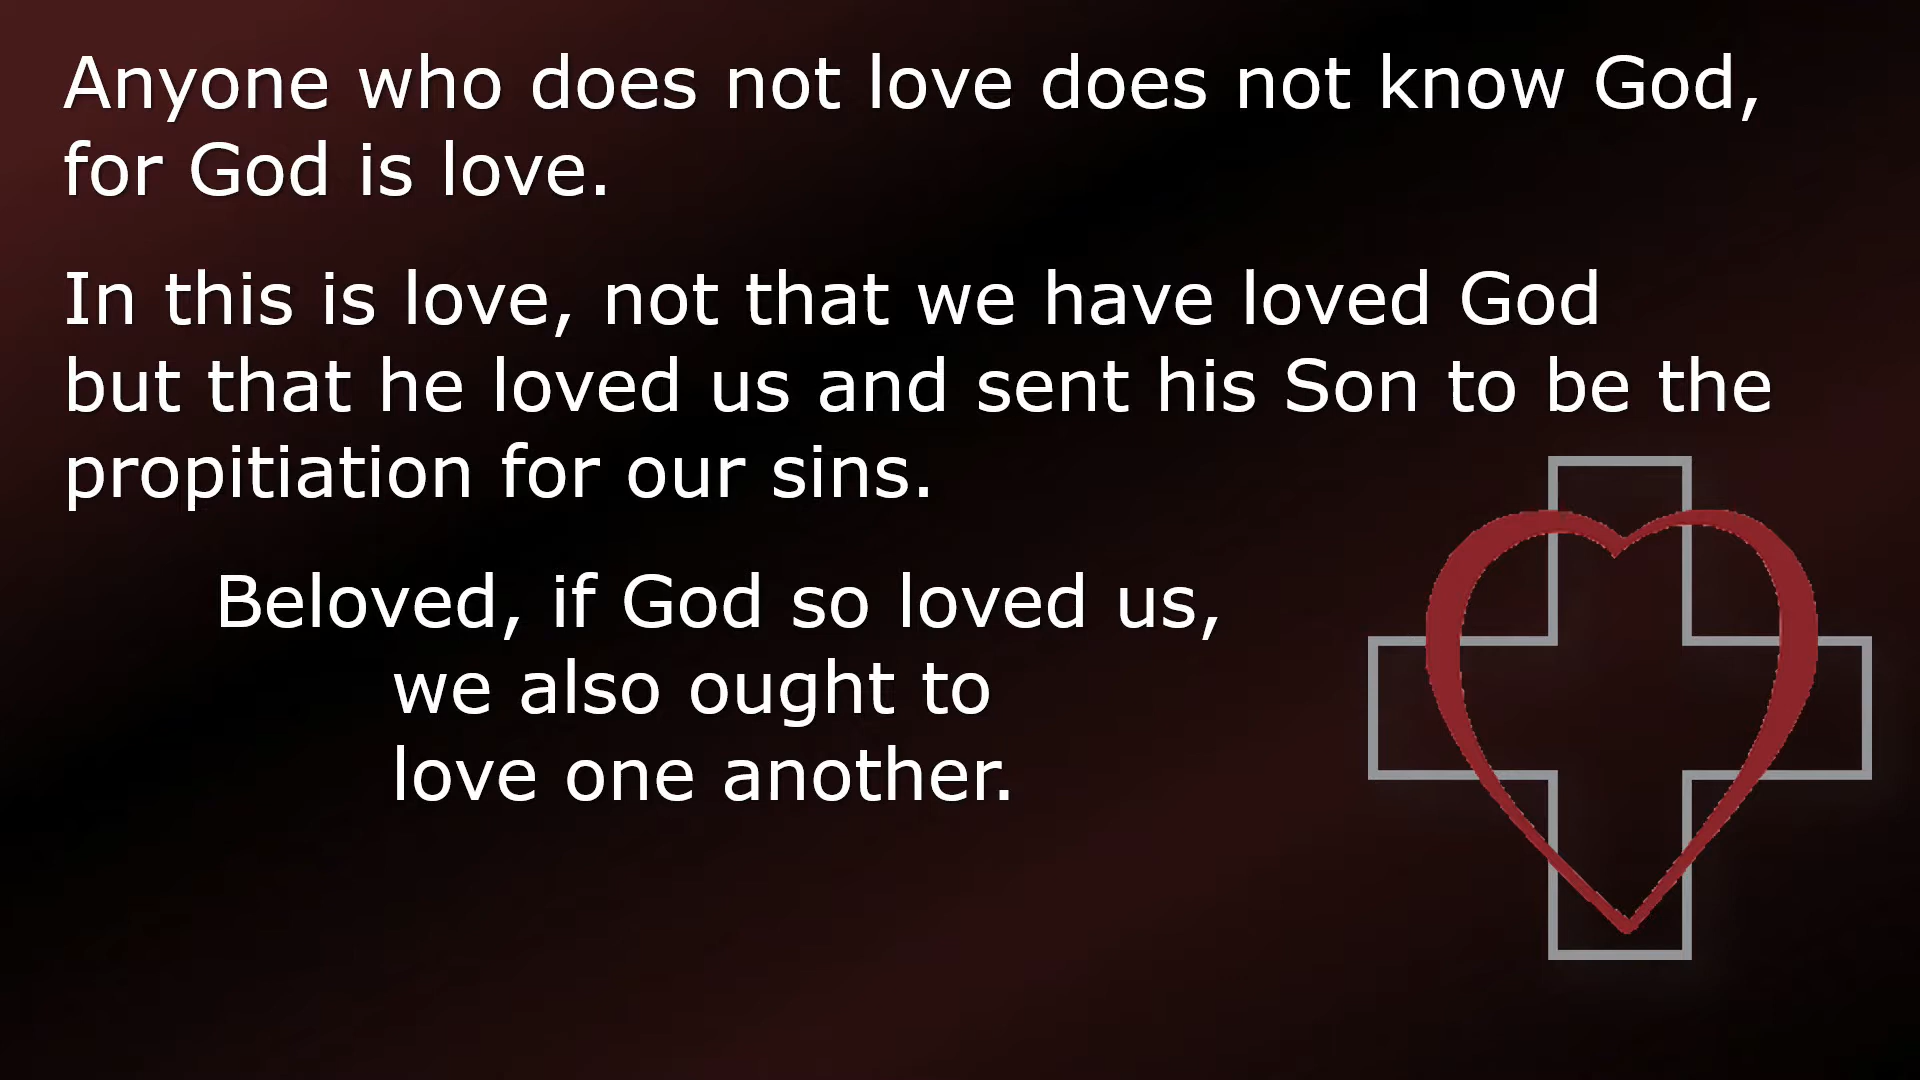 Anyone who does not love does not know God,
for God is love.
In this is love, not that we have loved God
but that he loved us and sent his Son to be the
propitiation for our sins.
Beloved, if God so loved us,
we also ought to
love one another.